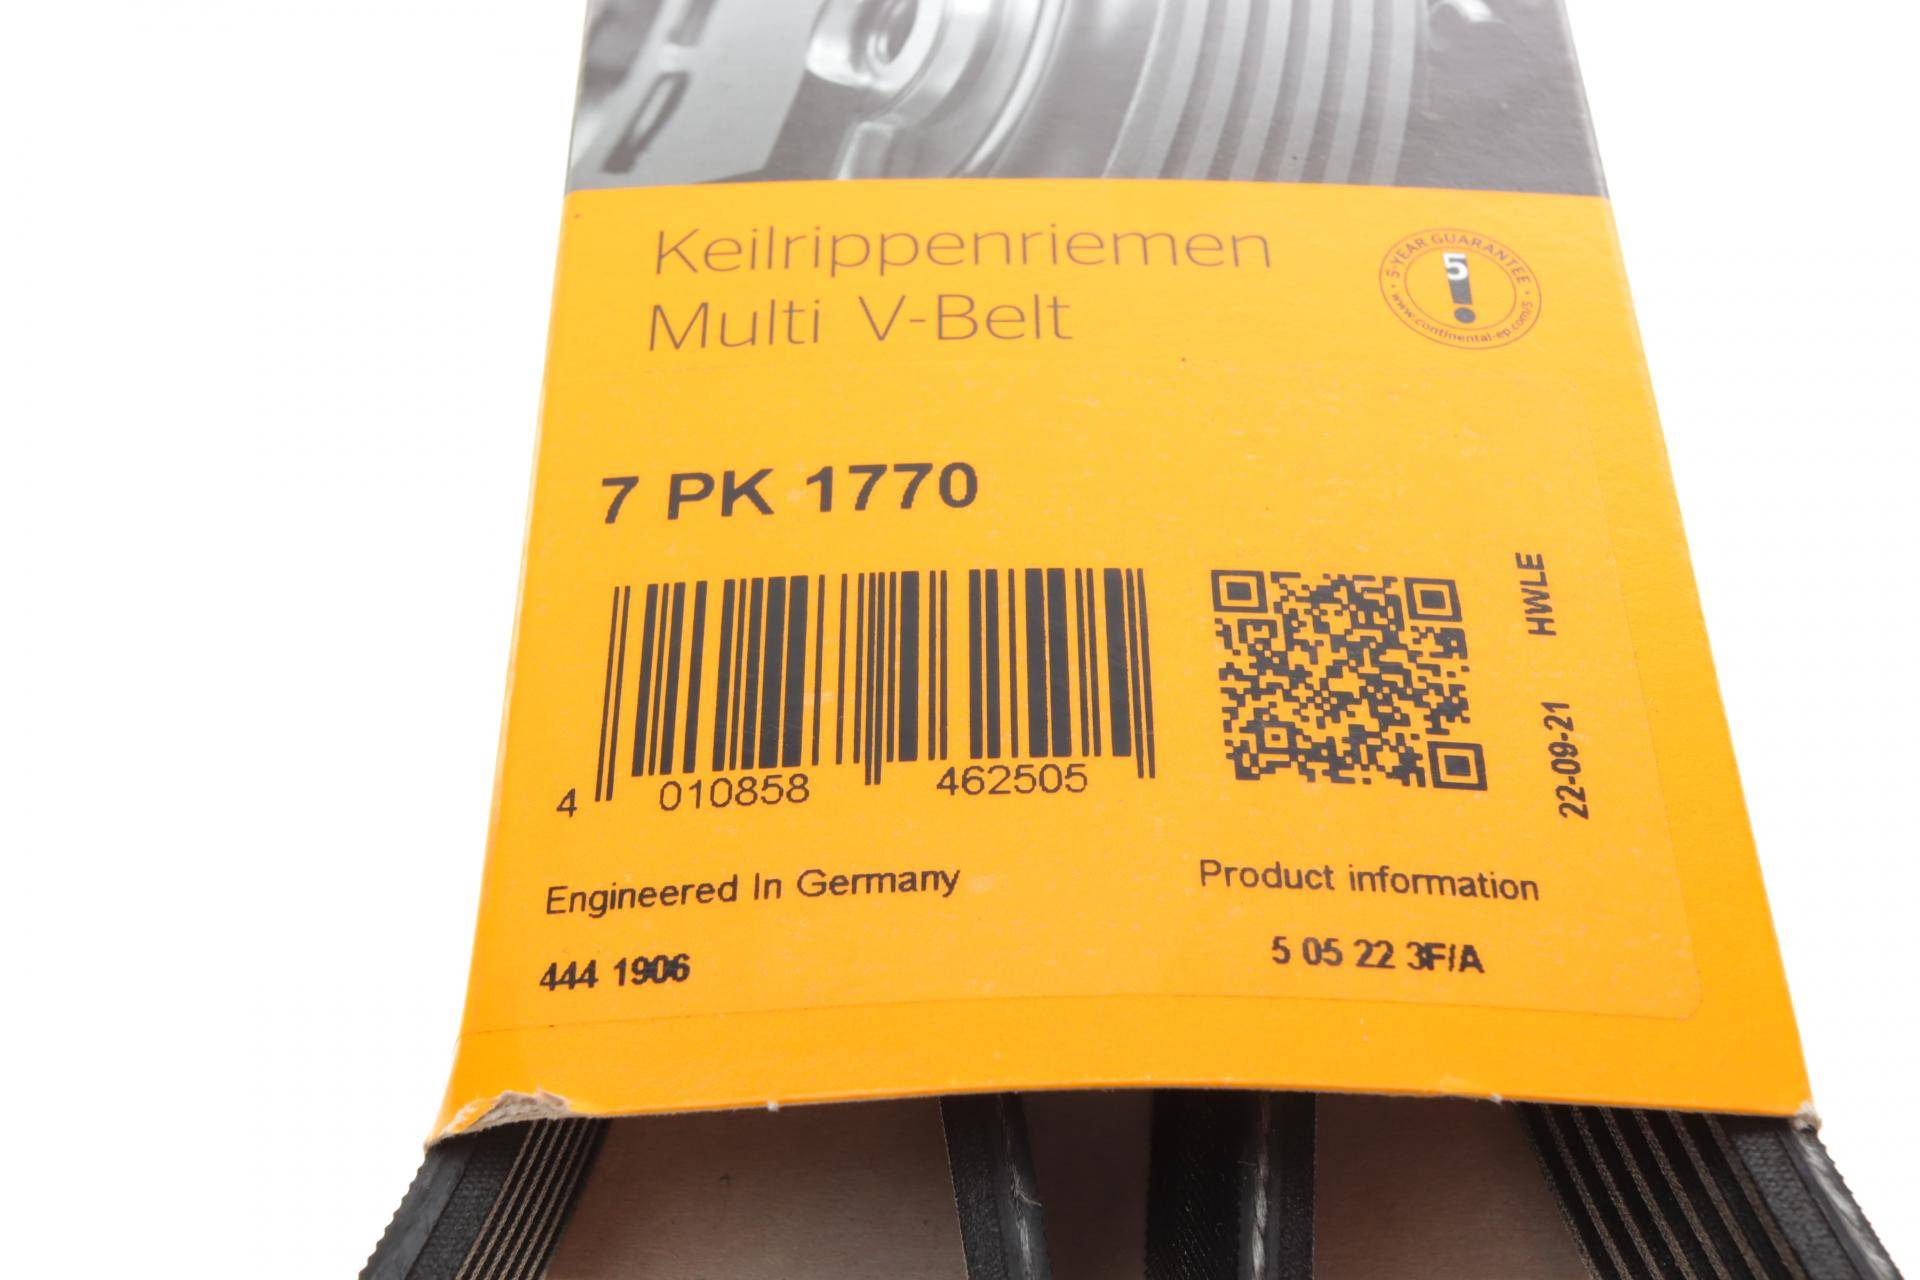 Keilrippenriemen
Multi V-Belt
5-YEAR GUARANTEE
5
www.continental-ep.com/5
7 PK 1770
4 010858 462505
HWLE
22-09-21
Engineered In Germany
Product information
444 1906
5 05 22 3F/A